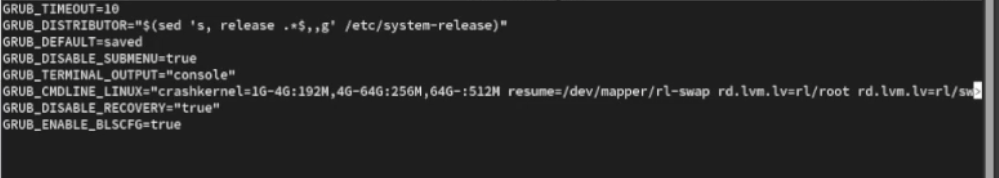 GRUB_TIMEOUT=10
GRUB_DISTRIBUTOR="$(sed 's, release .*$,,g' /etc/system-release)"
GRUB_DEFAULT=saved
GRUB_DISABLE_SUBMENU=true
GRUB_TERMINAL_OUTPUT="console"
GRUB_CMDLINE_LINUX="crashkernel=1G-4G:192M,4G-64G:256M,64G-:512M resume=/dev/mapper/rl-swap rd.lvm.lv=rl/root rd.lvm.lv=rl/sw>
GRUB_DISABLE_RECOVERY="true"
GRUB_ENABLE_BLSCFG=true